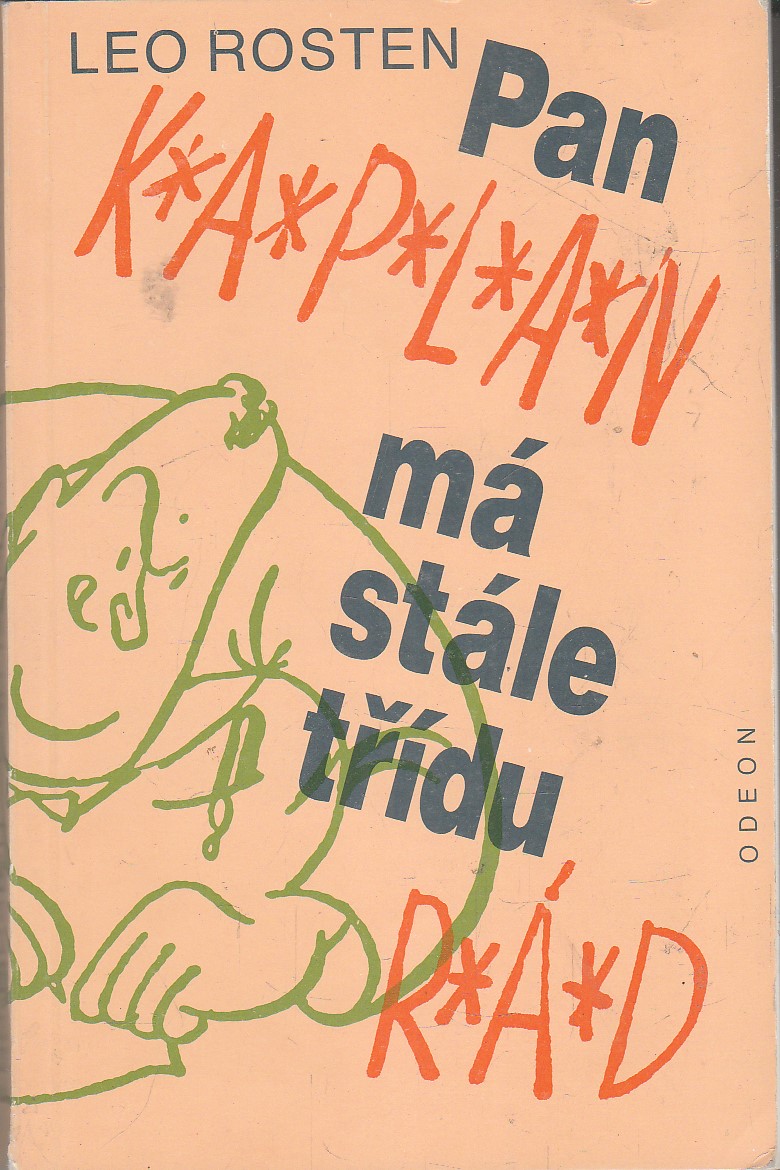 LEO ROSTEN
Pan
K*A*P*L*A*N
má
stále
třídu
R*Á*D
ODEON